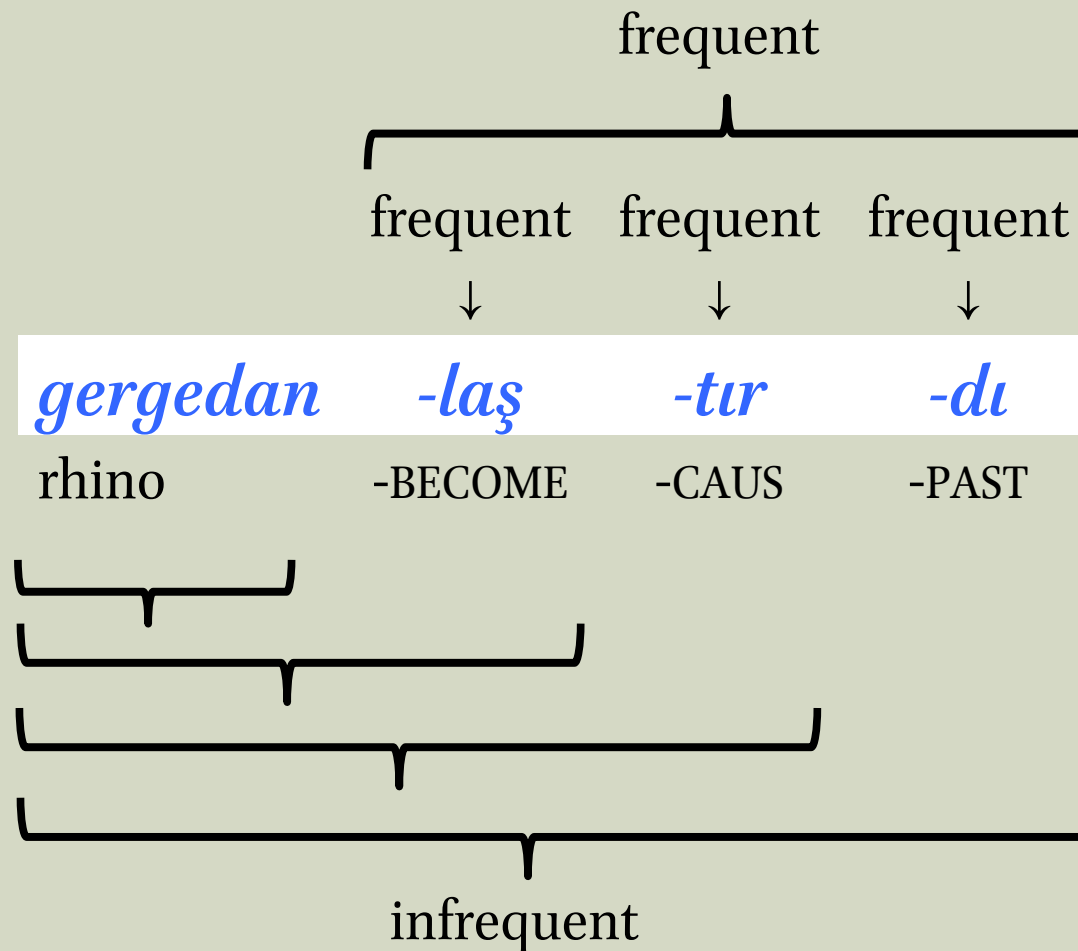 frequent
frequent frequent frequent
↓ ↓ ↓
gergedan -laş -tır -dı
rhino -BECOME -CAUS -PAST
infrequent